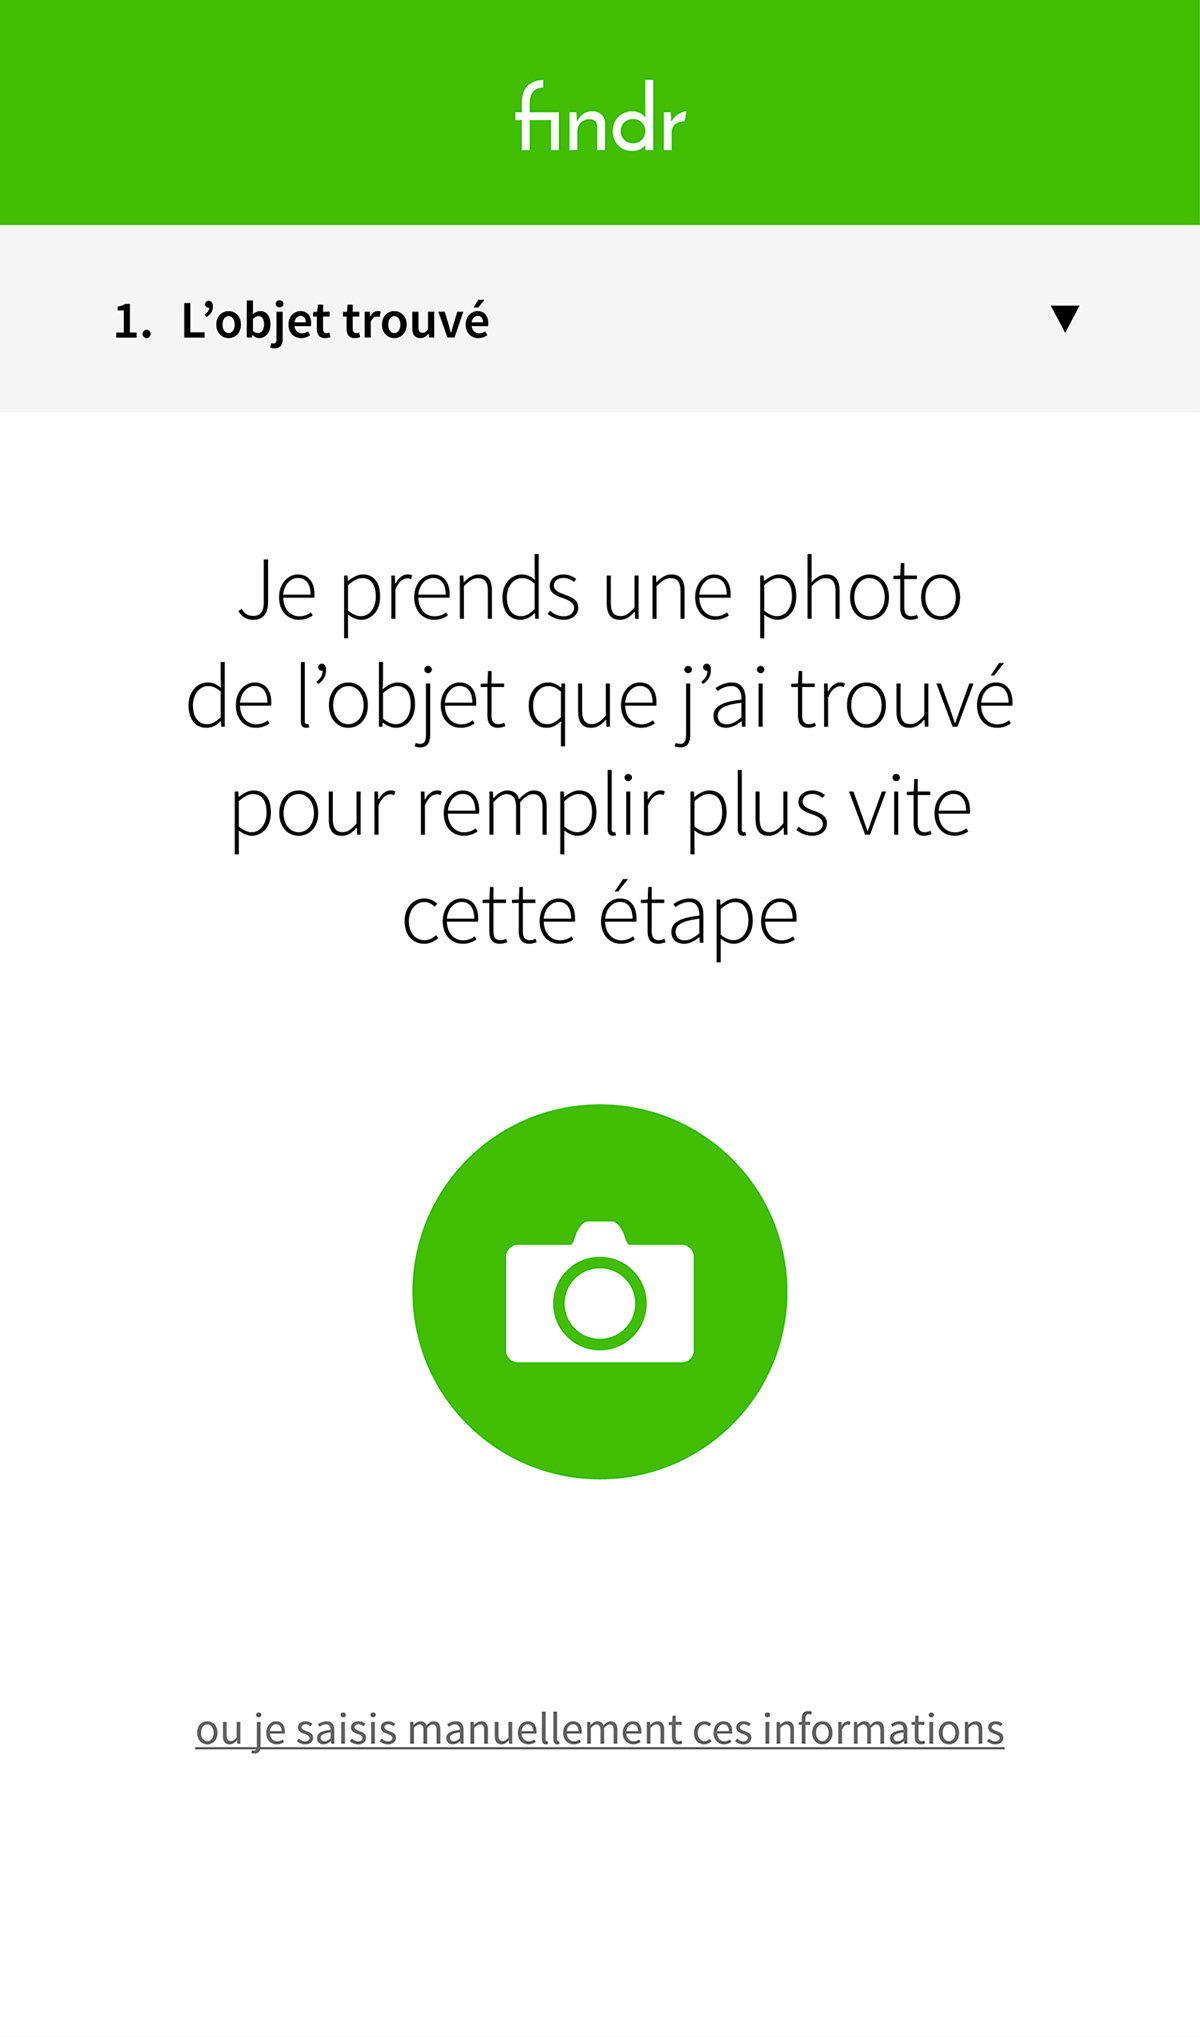 findr
1. L’objet trouvé ▼
Je prends une photo
de l’objet que j’ai trouvé
pour remplir plus vite
cette étape
ou je saisis manuellement ces informations